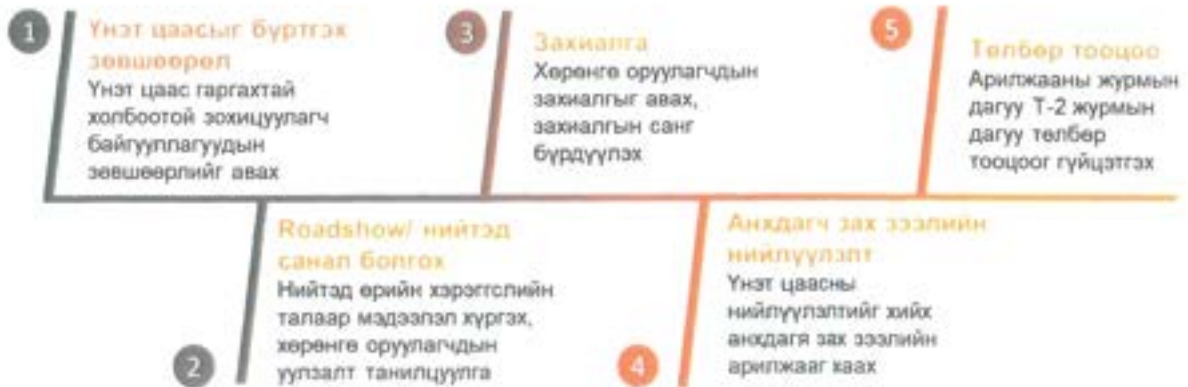 1
Үнэт цаасыг бүртгэх
зөвшөөрөл
Үнэт цаас гаргахтай
холбоотой зохицуулагч
байгууллагуудын
зөвшөөрлийг авах
2
Roadshow/ нийтэд
санал болгох
Нийтэд өрийн хэрэгслийн
талаар мэдээлэл хүргэх,
хөрөнгө оруулагчдын
уулзалт танилцуулга
3
Захиалга
Хөрөнгө оруулагчдын
захиалгыг авах,
захиалгын санг
бүрдүүлэх
4
Анхдагч зах зээлийн
нийлүүлэлт
Үнэт цаасны
нийлүүлэлтийг хийх
анхдагя зах зээлийн
арилжааг хаах
5
Төлбөр тооцоо
Арилжааны журмын
дагуу Т-2 журмын
дагуу төлбөр
тооцоог гүйцэтгэх